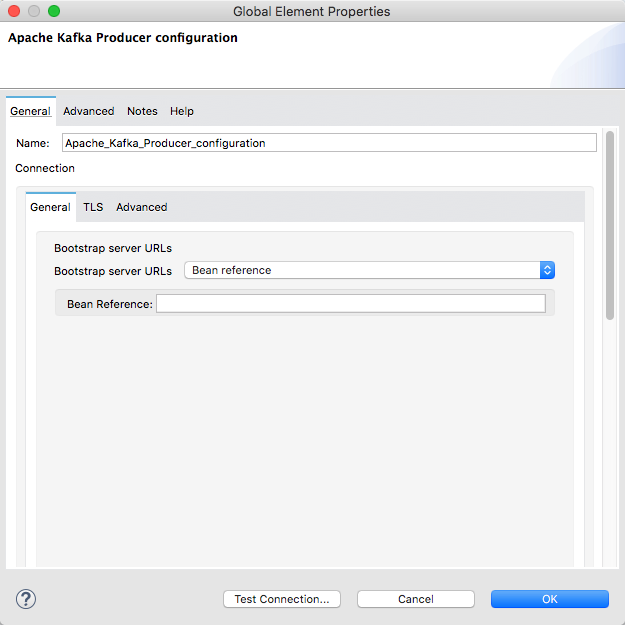 Global Element Properties
Apache Kafka Producer configuration
General Advanced Notes Help
Name: Apache_Kafka_Producer_configuration
Connection
General TLS Advanced
Bootstrap server URLs
Bootstrap server URLs Bean reference
Bean Reference:
? Test Connection... Cancel OK